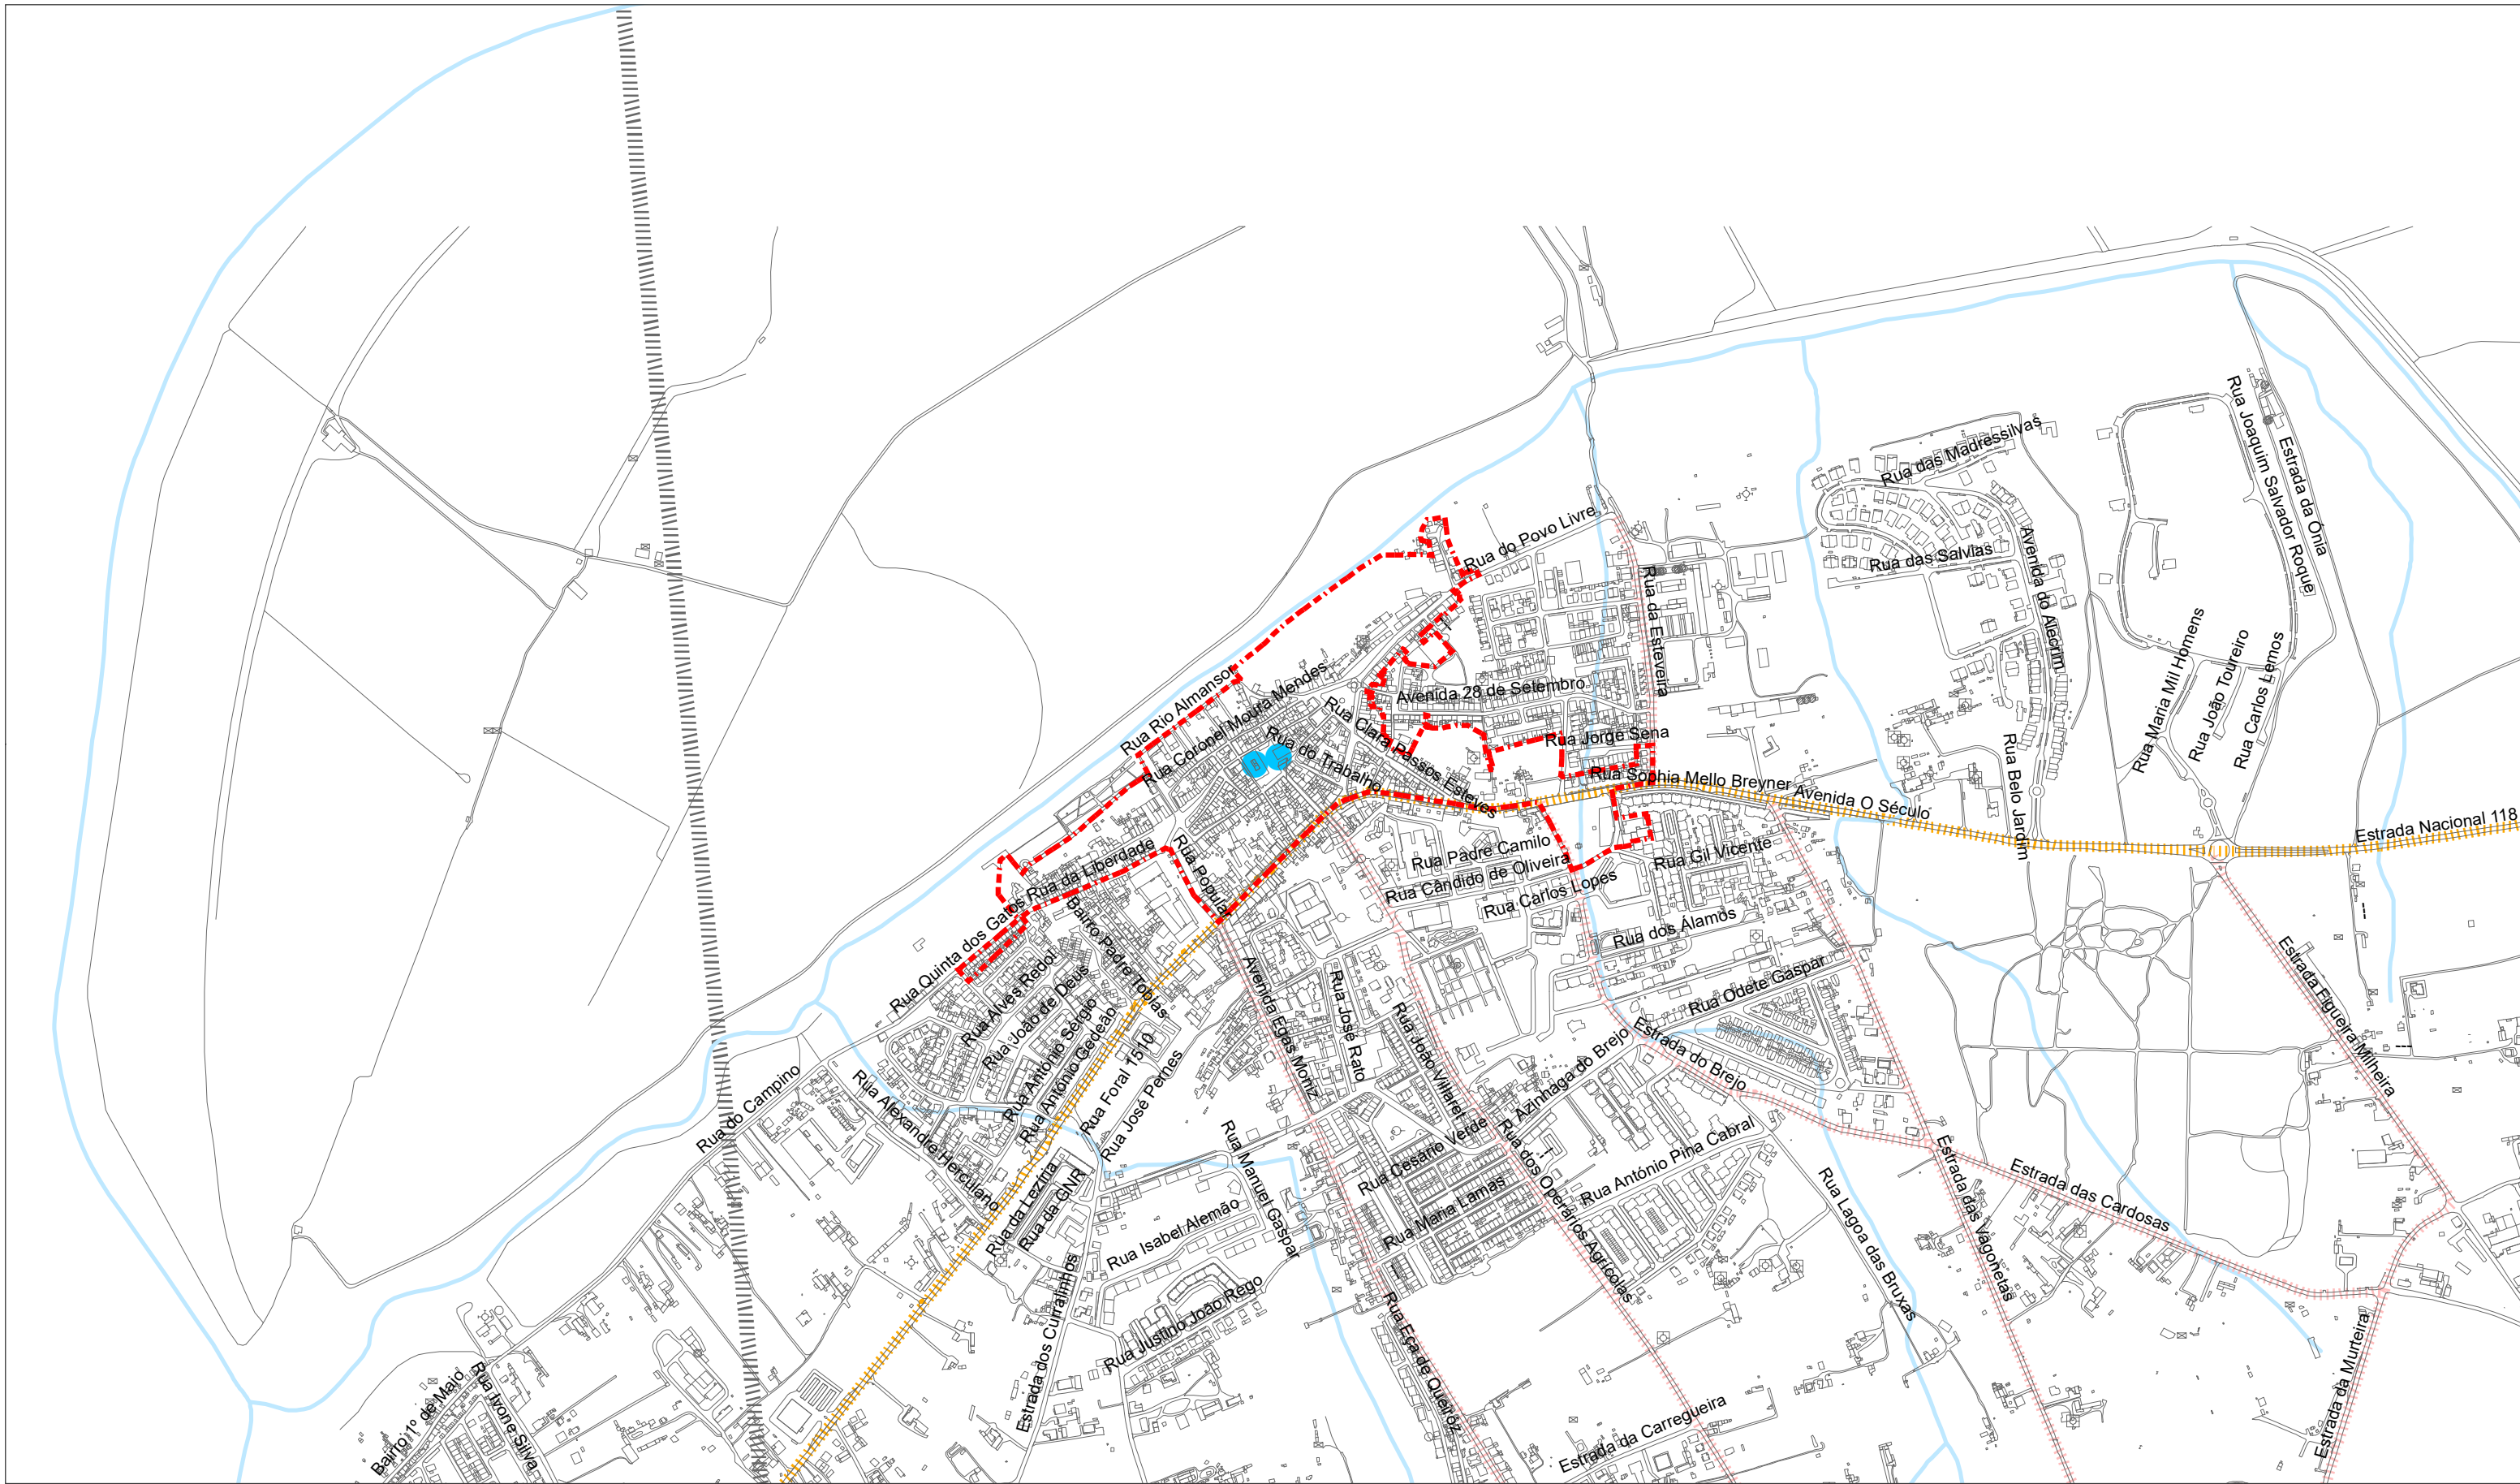 Rua das Madressilvas
Rua Joaquim Salvador Roque
Estrada da Ónia
Rua do Povo Livre
Rua das Salvias
Avenida do Alecrim
Rua da Esteveira
Rua Maria Mil Homens
Rua João Toureiro
Rua Carlos Lemos
Rua Rio Almansor
Rua Coronel Moura Mendes
Avenida 28 de Setembro
Rua Clara Passos Esteves
Rua do Trabalho
Rua Jorge Sena
Rua Sophia Mello Breyner
Avenida O Século
Rua Belo Jardim
Estrada Nacional 118
Rua da Liberdade
Rua Popular
Rua Padre Camilo
Rua Cândido de Oliveira
Rua Gil Vicente
Rua Carlos Lopes
Rua dos Álamos
Rua Quinta dos Gatos
Bairro Padre Tobias
Rua Alves Redol
Rua João de Deus
Rua António Sérgio
Rua António Gedeão
Rua Foral 1510
Rua José Pernes
Avenida Egas Moniz
Rua José Rato
Rua João Villaret
Rua Odete Gaspar
Estrada do Brejo
Azinhaga do Brejo
Estrada Figueira Milheira
Rua do Campino
Rua Alexandre Herculano
Rua da Lezíria
Rua da GNR
Rua Manuel Gaspar
Rua Cesário Verde
Rua dos Operários Agrícolas
Rua António Pina Cabral
Rua Maria Lamas
Rua Isabel Alemão
Rua Lagoa das Bruxas
Estrada das Vagonetas
Estrada das Cardosas
Estrada dos Curralinhos
Rua Justino João Rego
Rua Eça de Queiróz
Estrada da Murteira
Bairro 1º de Maio
Rua Ivone Silva
Estrada da Carregueira